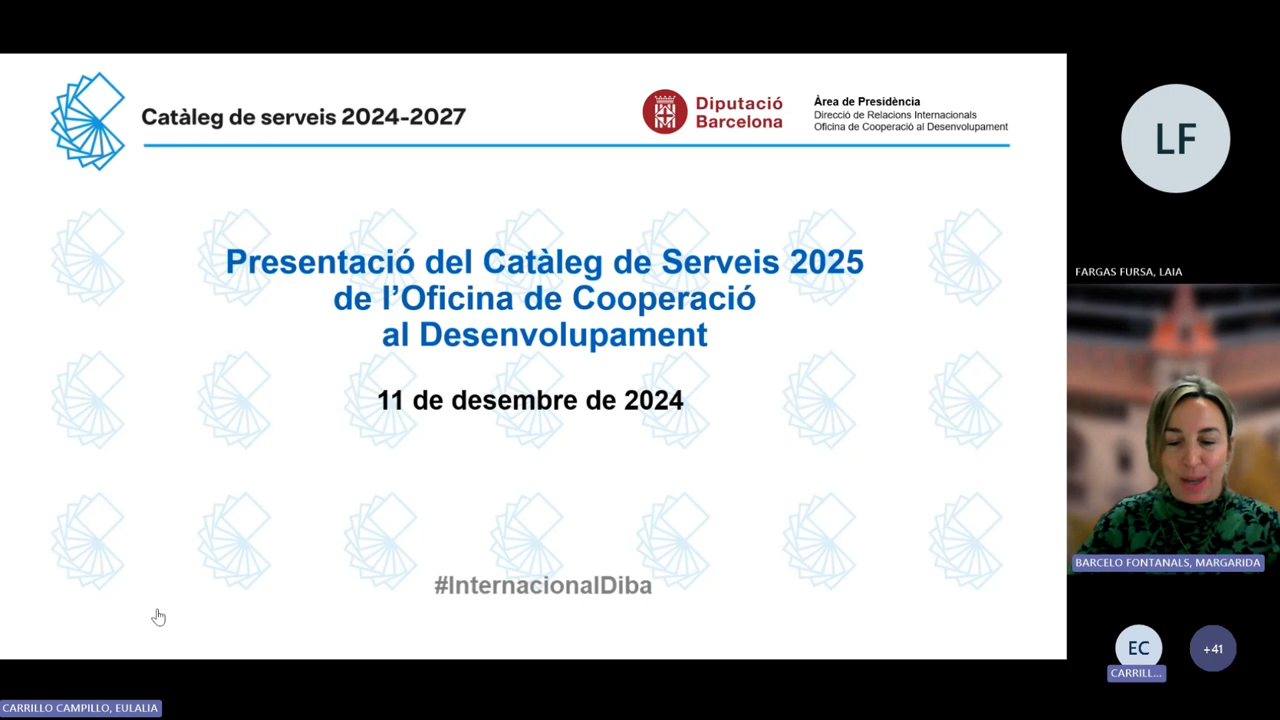 Catàleg de serveis 2024-2027
Diputació
Barcelona
Àrea de Presidència
Direcció de Relacions Internacionals
Oficina de Cooperació al Desenvolupament
Presentació del Catàleg de Serveis 2025
de l’Oficina de Cooperació
al Desenvolupament
11 de desembre de 2024
#InternacionalDiba
LF
FARGAS FURSA, LAIA
BARCELO FONTANALS, MARGARIDA
EC
CARRILL...
+41
CARRILLO CAMPILLO, EULALIA